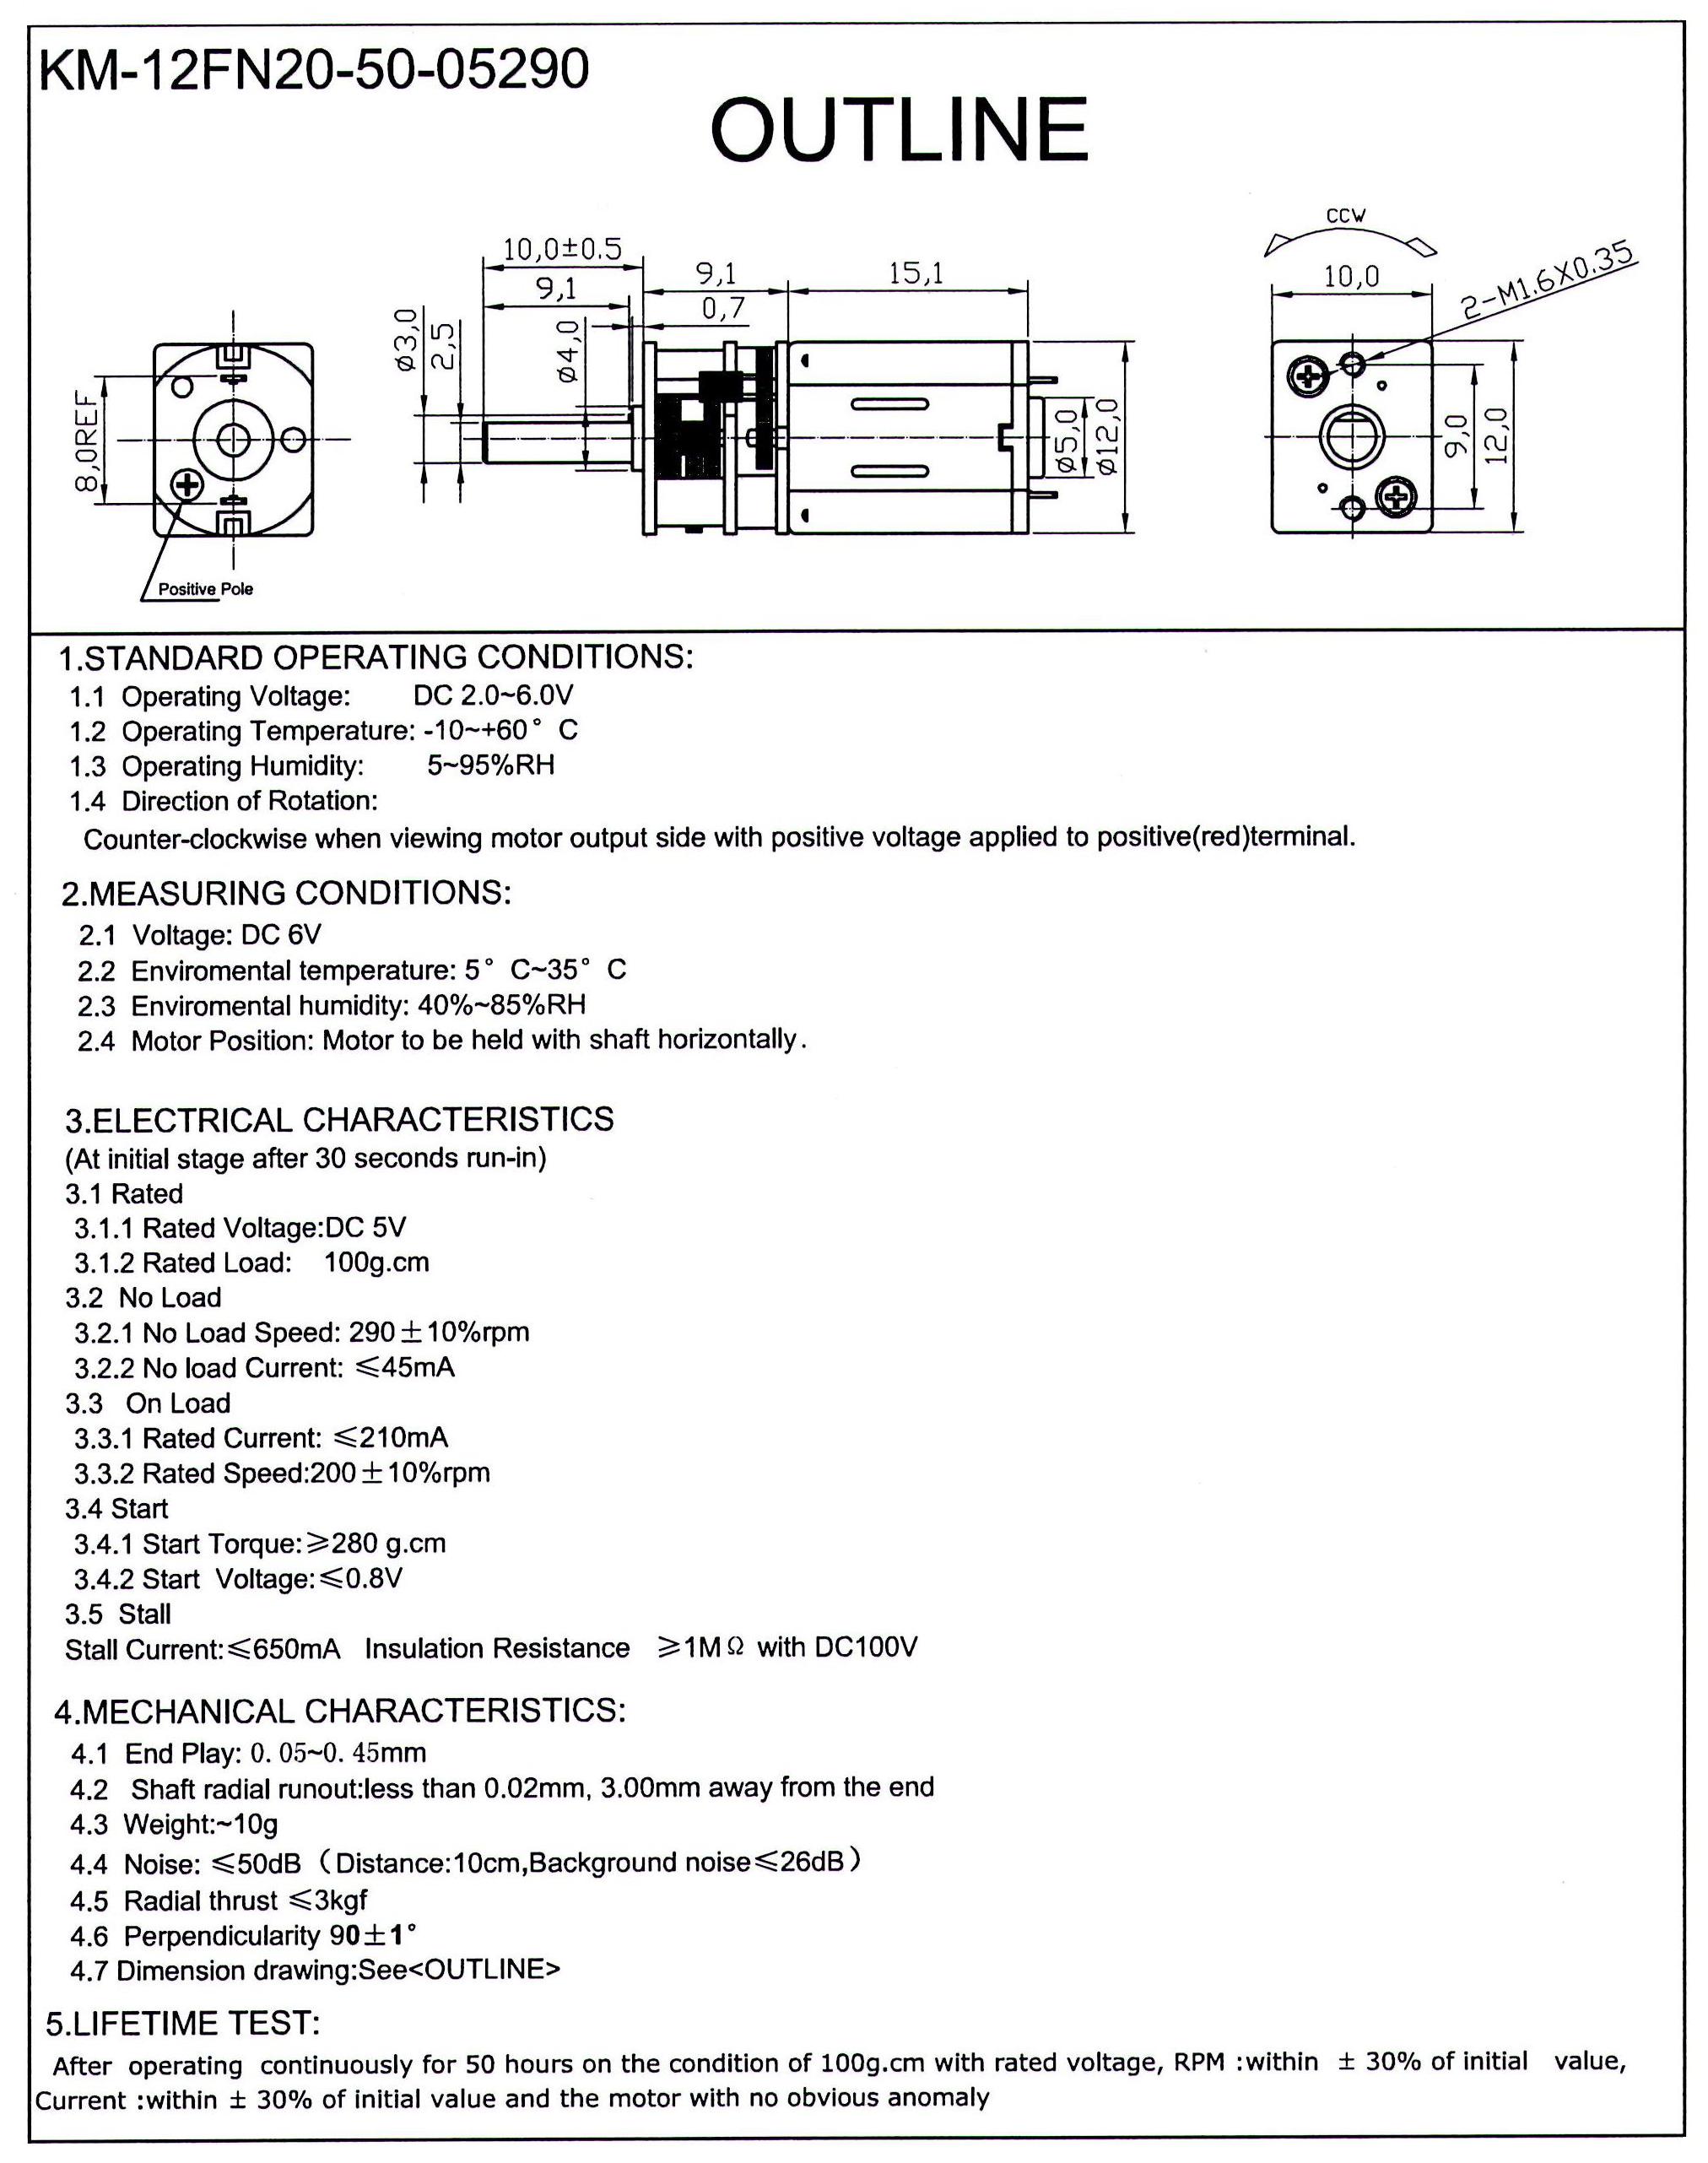 KM-12FN20-50-05290
OUTLINE
CCW
10,0±0.5
9,1
9,1
0,7
15,1
10,0
2-M1.6X0.35
Ø3,0
2,5
Ø4,0
8,0REF
Ø5,0
Ø12,0
9,0
12,0
Positive Pole
1.STANDARD OPERATING CONDITIONS:
1.1 Operating Voltage: DC 2.0~6.0V
1.2 Operating Temperature: -10~+60° C
1.3 Operating Humidity: 5~95%RH
1.4 Direction of Rotation:
Counter-clockwise when viewing motor output side with positive voltage applied to positive(red)terminal.
2.MEASURING CONDITIONS:
2.1 Voltage: DC 6V
2.2 Enviromental temperature: 5° C~35° C
2.3 Enviromental humidity: 40%~85%RH
2.4 Motor Position: Motor to be held with shaft horizontally.
3.ELECTRICAL CHARACTERISTICS
(At initial stage after 30 seconds run-in)
3.1 Rated
3.1.1 Rated Voltage:DC 5V
3.1.2 Rated Load: 100g.cm
3.2 No Load
3.2.1 No Load Speed: 290±10%rpm
3.2.2 No load Current: ≤45mA
3.3 On Load
3.3.1 Rated Current: ≤210mA
3.3.2 Rated Speed:200±10%rpm
3.4 Start
3.4.1 Start Torque:≥280 g.cm
3.4.2 Start Voltage:≤0.8V
3.5 Stall
Stall Current:≤650mA Insulation Resistance ≥1MΩ with DC100V
4.MECHANICAL CHARACTERISTICS:
4.1 End Play: 0. 05~0. 45mm
4.2 Shaft radial runout:less than 0.02mm, 3.00mm away from the end
4.3 Weight:~10g
4.4 Noise: ≤50dB（Distance:10cm,Background noise≤26dB）
4.5 Radial thrust ≤3kgf
4.6 Perpendicularity 90±1°
4.7 Dimension drawing:See<OUTLINE>
5.LIFETIME TEST:
After operating continuously for 50 hours on the condition of 100g.cm with rated voltage, RPM :within ± 30% of initial value,
Current :within ± 30% of initial value and the motor with no obvious anomaly